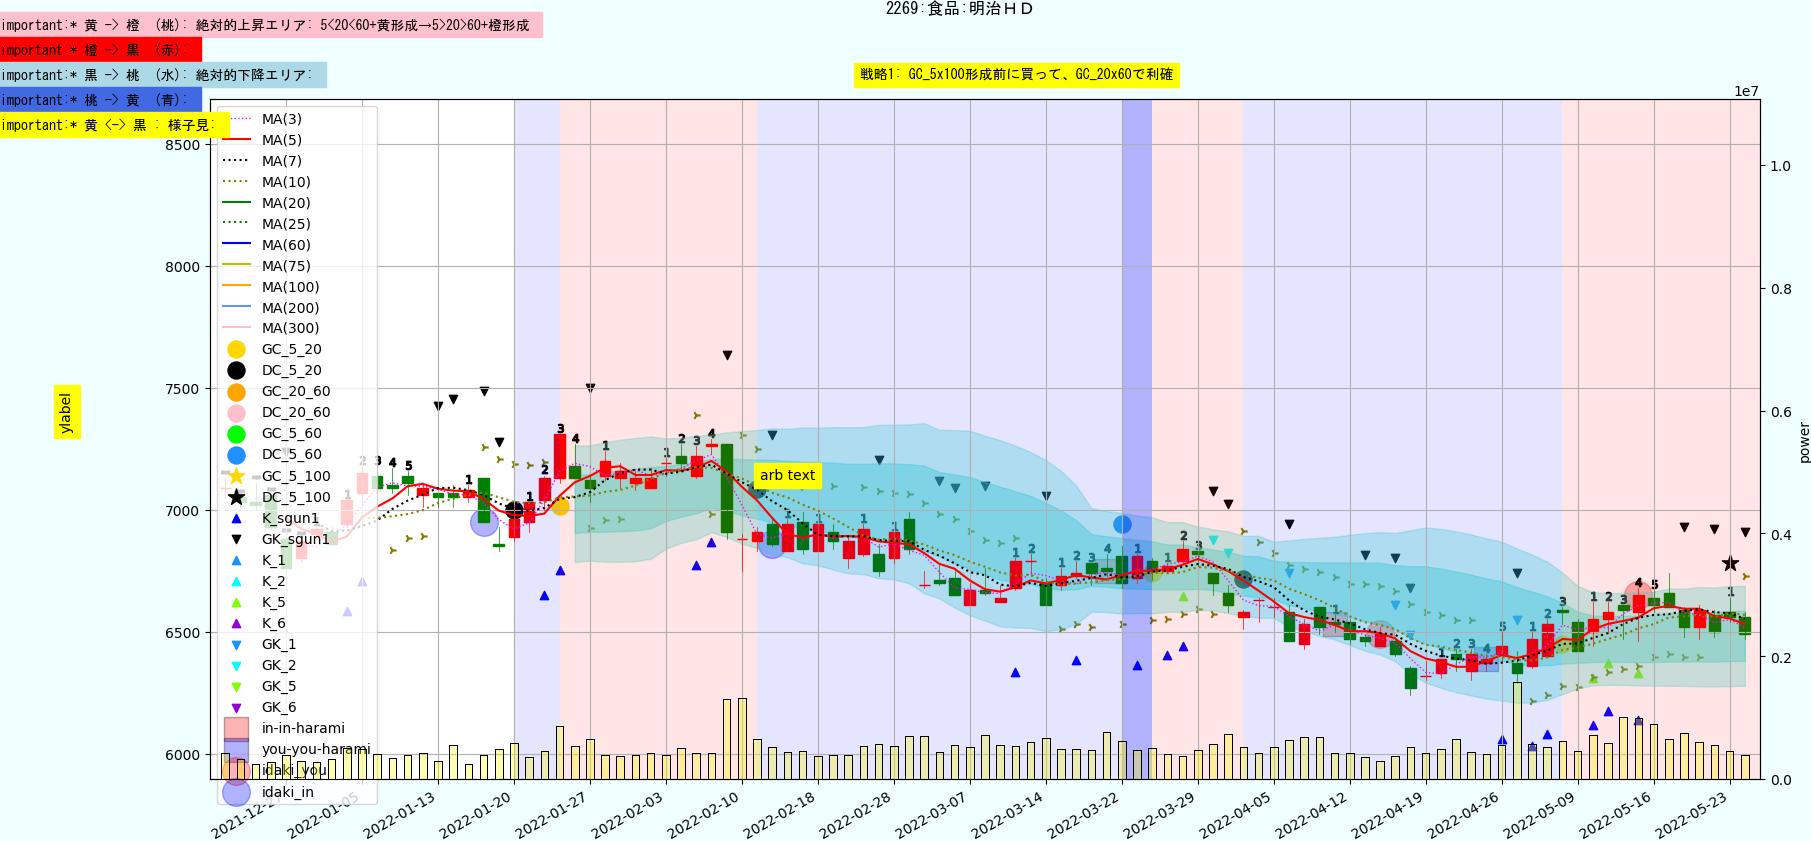 2269:食品:明治ＨＤ
important:* 黄 -> 橙 (桃): 絶対的上昇エリア: 5<20<60+黄形成→5>20>60+橙形成
important:* 橙 -> 黒 (赤):
important:* 黒 -> 桃 (水): 絶対的下降エリア:
戦略1: GC_5x100形成前に買って、GC_20x60で利確
important:* 桃 -> 黄 (青):
important:* 黄 <-> 黒 : 様子見:
1e7
MA(3)
MA(5)
MA(7)
MA(10)
MA(20)
MA(25)
MA(60)
MA(75)
MA(100)
MA(200)
MA(300)
GC_5_20
DC_5_20
GC_20_60
DC_20_60
GC_5_60
DC_5_60
GC_5_100
DC_5_100
K_sgun1
GK_sgun1
K_1
K_2
K_5
K_6
GK_1
GK_2
GK_5
GK_6
in-in-harami
you-you-harami
idaki_you
idaki_in
ylabel
8500
8000
7500
7000
6500
6000
arb text
power
1.0
0.8
0.6
0.4
0.2
0.0
2022-01-05
2022-01-13
2022-01-20
2022-01-27
2022-02-03
2022-02-10
2022-02-18
2022-02-28
2022-03-07
2022-03-14
2022-03-22
2022-03-29
2022-04-05
2022-04-12
2022-04-19
2022-04-26
2022-05-09
2022-05-16
2022-05-23